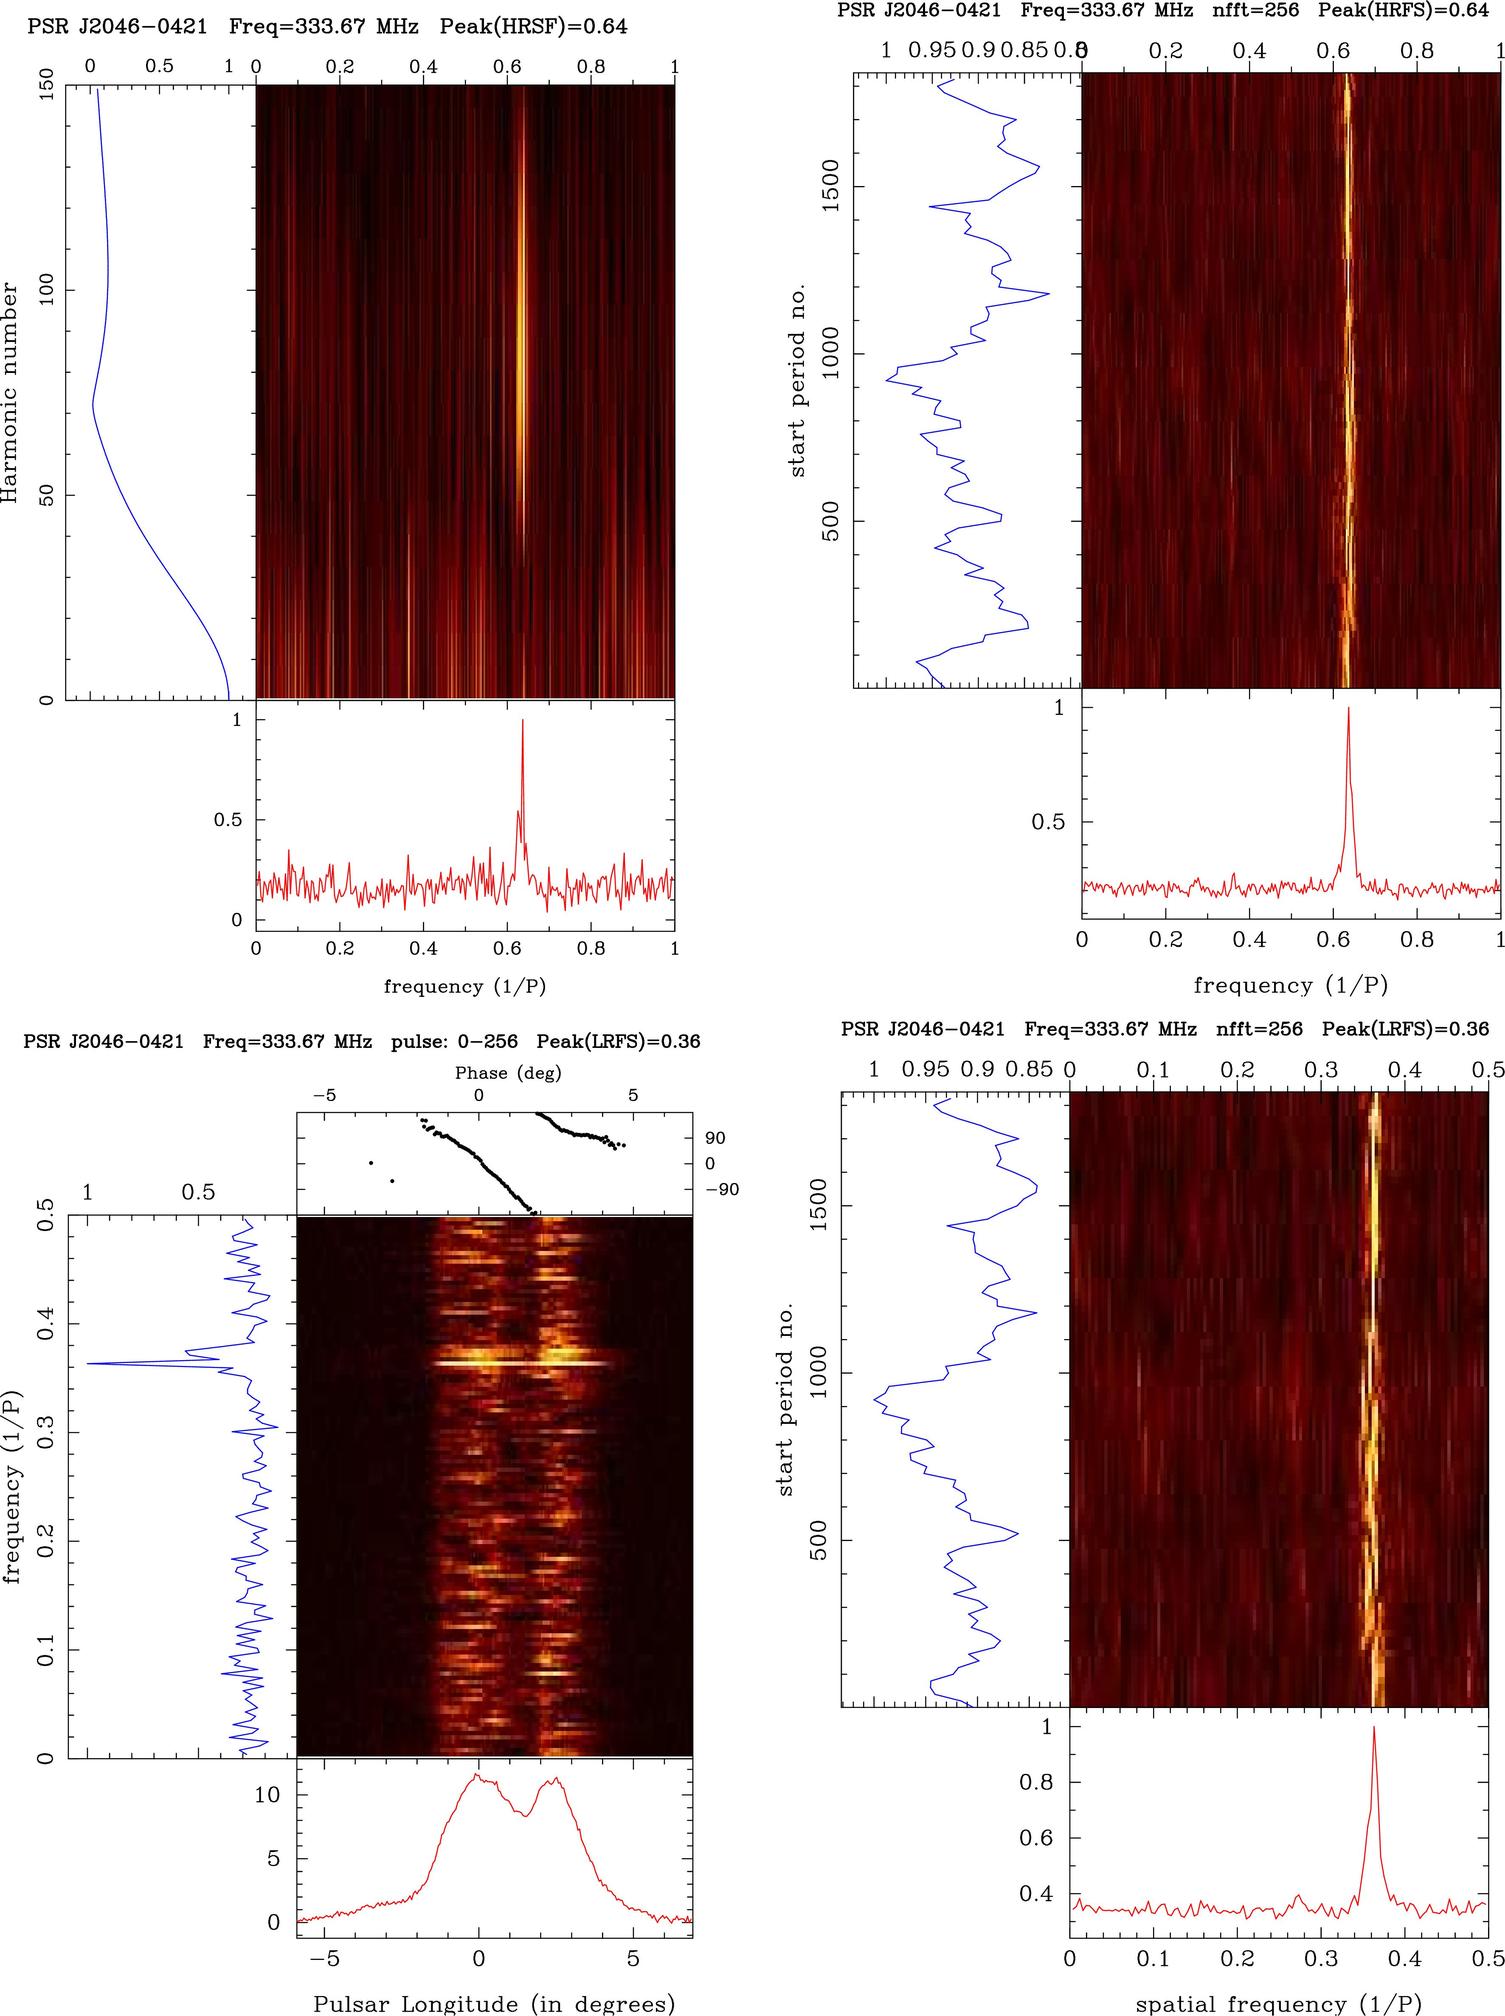 PSR J2046−0421 Freq=333.67 MHz Peak(HRSF)=0.64
0 0.5 1 0 0.2 0.4 0.6 0.8 1
150
100
50
0
Harmonic number
1
0.5
0
0 0.2 0.4 0.6 0.8 1
frequency (1/P)
PSR J2046−0421 Freq=333.67 MHz nfft=256 Peak(HRFS)=0.64
1 0.95 0.9 0.85 0.8 0 0.2 0.4 0.6 0.8 1
1500
1000
500
start period no.
1
0.5
0 0.2 0.4 0.6 0.8 1
frequency (1/P)
PSR J2046−0421 Freq=333.67 MHz pulse: 0−256 Peak(LRFS)=0.36
Phase (deg)
−5 0 5
90
0
−90
1 0.5
0.5
0.4
0.3
0.2
0.1
0
frequency (1/P)
10
5
0
−5 0 5
Pulsar Longitude (in degrees)
PSR J2046−0421 Freq=333.67 MHz nfft=256 Peak(LRFS)=0.36
1 0.95 0.9 0.85 0 0.1 0.2 0.3 0.4 0.5
1500
1000
500
start period no.
1
0.8
0.6
0.4
0 0.1 0.2 0.3 0.4 0.5
spatial frequency (1/P)